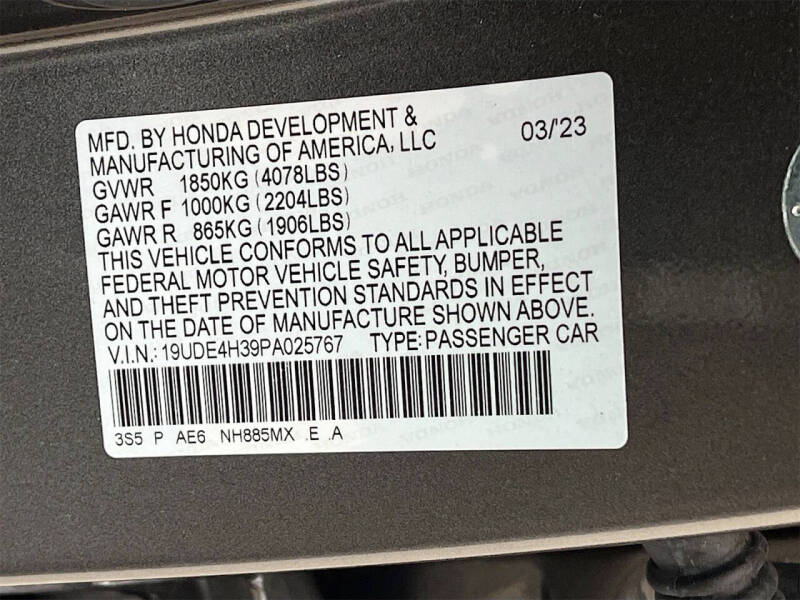 MFD. BY HONDA DEVELOPMENT &
MANUFACTURING OF AMERICA, LLC 03/'23
GVWR 1850KG (4078LBS)
GAWR F 1000KG (2204LBS)
GAWR R 865KG (1906LBS)
THIS VEHICLE CONFORMS TO ALL APPLICABLE
FEDERAL MOTOR VEHICLE SAFETY, BUMPER,
AND THEFT PREVENTION STANDARDS IN EFFECT
ON THE DATE OF MANUFACTURE SHOWN ABOVE.
V.I.N.: 19UDE4H39PA025767 TYPE: PASSENGER CAR
3S5 P AE6 NH885MX .E .A